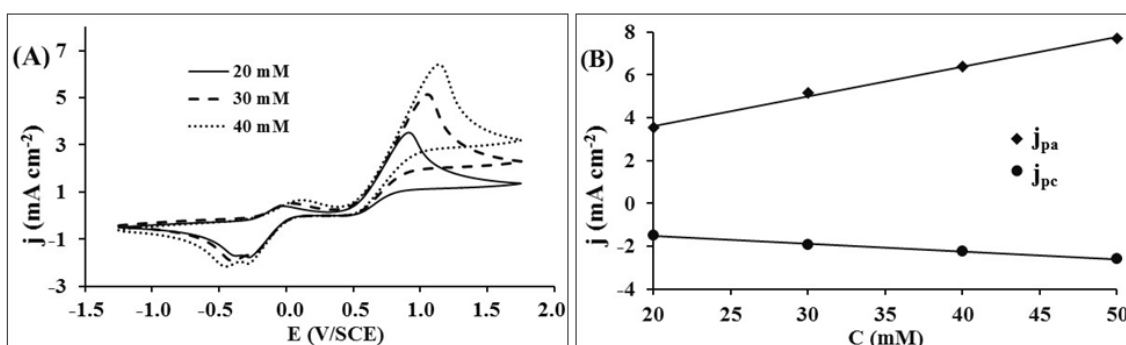 (A)
7
5
3
1
-1
-3
j (mA cm⁻²)
20 mM
30 mM
40 mM
-1.5 -1.0 -0.5 0.0 0.5 1.0 1.5 2.0
E (V/SCE)
(B)
8
6
4
2
0
-2
-4
j (mA cm⁻²)
jpa
jpc
20 25 30 35 40 45 50
C (mM)